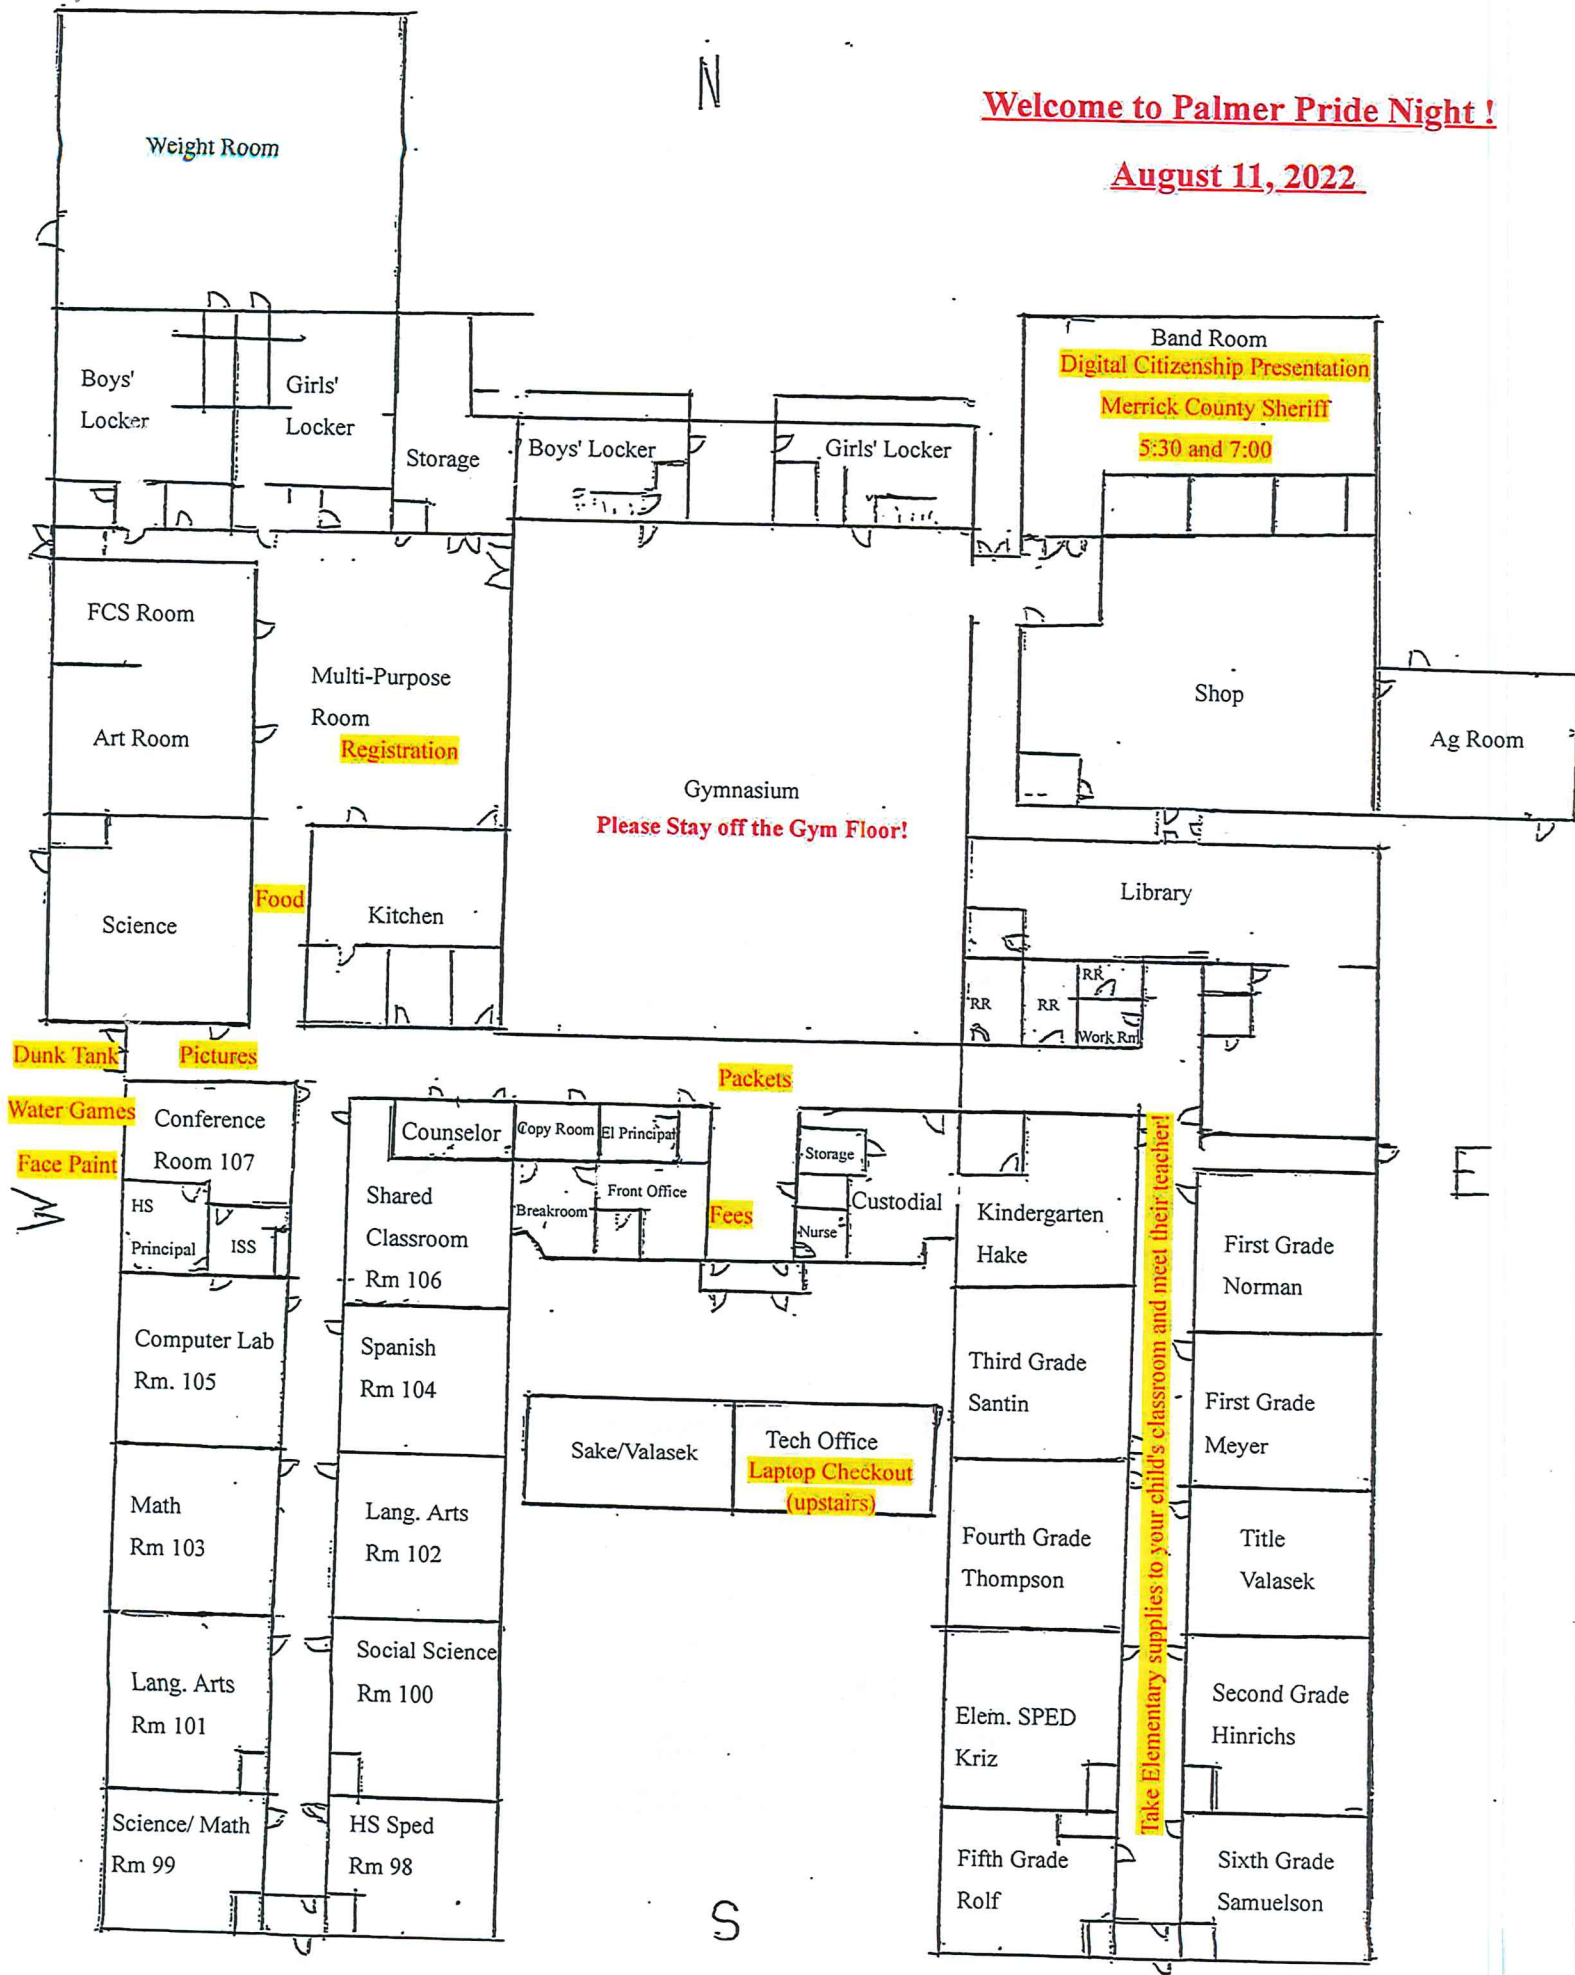 N
Welcome to Palmer Pride Night !
August 11, 2022
Weight Room
Boys'
Locker
Girls'
Locker
Storage
Boys' Locker
Girls' Locker
Band Room
Digital Citizenship Presentation
Merrick County Sheriff
5:30 and 7:00
FCS Room
Art Room
Multi-Purpose
Room
Registration
Gymnasium
Please Stay off the Gym Floor!
Shop
Ag Room
Science
Food
Kitchen
Library
RR
RR
RR
Work Rm
Dunk Tank
Pictures
Packets
Water Games
Face Paint
W
E
Conference
Room 107
HS
Principal
ISS
Counselor
Copy Room
El Principal
Shared
Classroom
Rm 106
Breakroom
Front Office
Fees
Storage
Nurse
Custodial
Kindergarten
Hake
Take Elementary supplies to your child's classroom and meet their teacher!
First Grade
Norman
Computer Lab
Rm. 105
Spanish
Rm 104
Third Grade
Santin
First Grade
Meyer
Sake/Valasek
Tech Office
Laptop Checkout
(upstairs)
Math
Rm 103
Lang. Arts
Rm 102
Fourth Grade
Thompson
Title
Valasek
Lang. Arts
Rm 101
Social Science
Rm 100
Elem. SPED
Kriz
Second Grade
Hinrichs
Science/ Math
Rm 99
HS Sped
Rm 98
Fifth Grade
Rolf
Sixth Grade
Samuelson
S